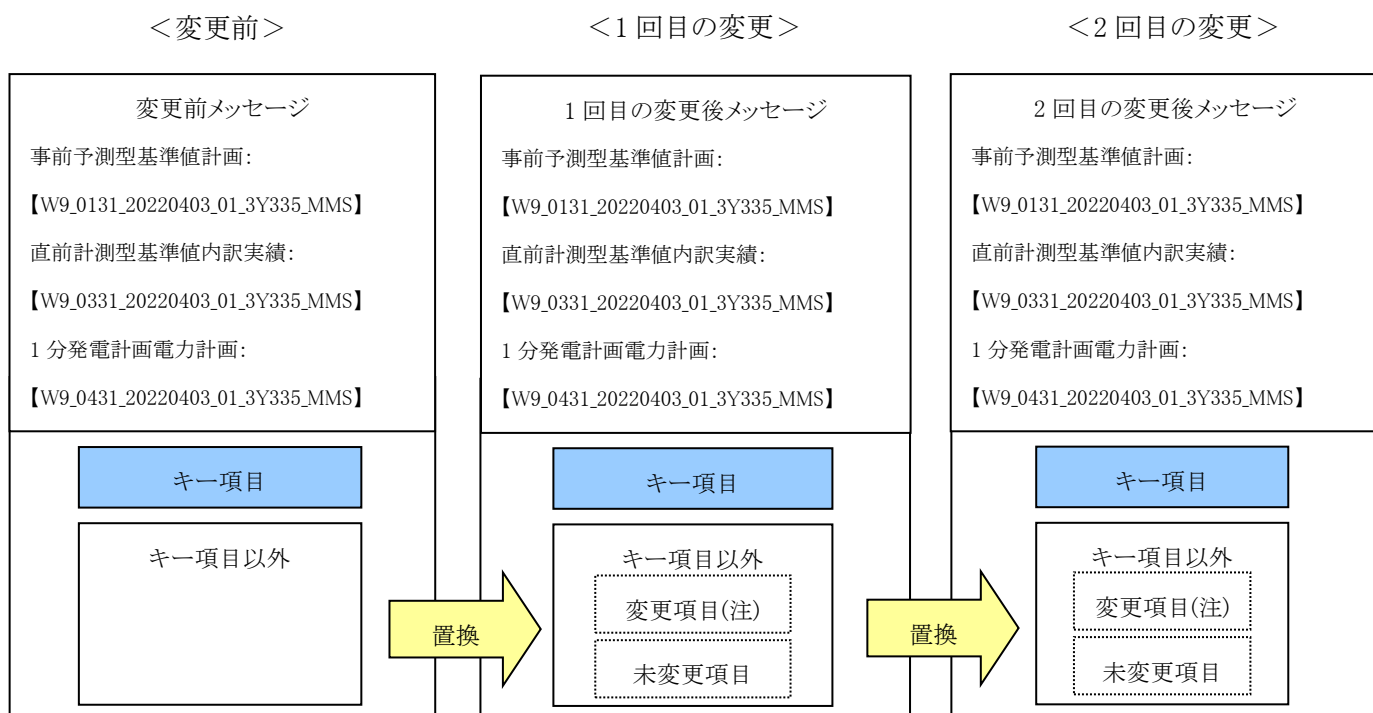 ＜変更前＞
変更前メッセージ
事前予測型基準値計画：
【W9_0131_20220403_01_3Y335_MMS】
直前計測型基準値内訳実績：
【W9_0331_20220403_01_3Y335_MMS】
1分発電計画電力計画：
【W9_0431_20220403_01_3Y335_MMS】
キー項目
キー項目以外
置換
＜1回目の変更＞
1回目の変更後メッセージ
事前予測型基準値計画：
【W9_0131_20220403_01_3Y335_MMS】
直前計測型基準値内訳実績：
【W9_0331_20220403_01_3Y335_MMS】
1分発電計画電力計画：
【W9_0431_20220403_01_3Y335_MMS】
キー項目
キー項目以外
変更項目(注)
未変更項目
置換
＜2回目の変更＞
2回目の変更後メッセージ
事前予測型基準値計画：
【W9_0131_20220403_01_3Y335_MMS】
直前計測型基準値内訳実績：
【W9_0331_20220403_01_3Y335_MMS】
1分発電計画電力計画：
【W9_0431_20220403_01_3Y335_MMS】
キー項目
キー項目以外
変更項目(注)
未変更項目